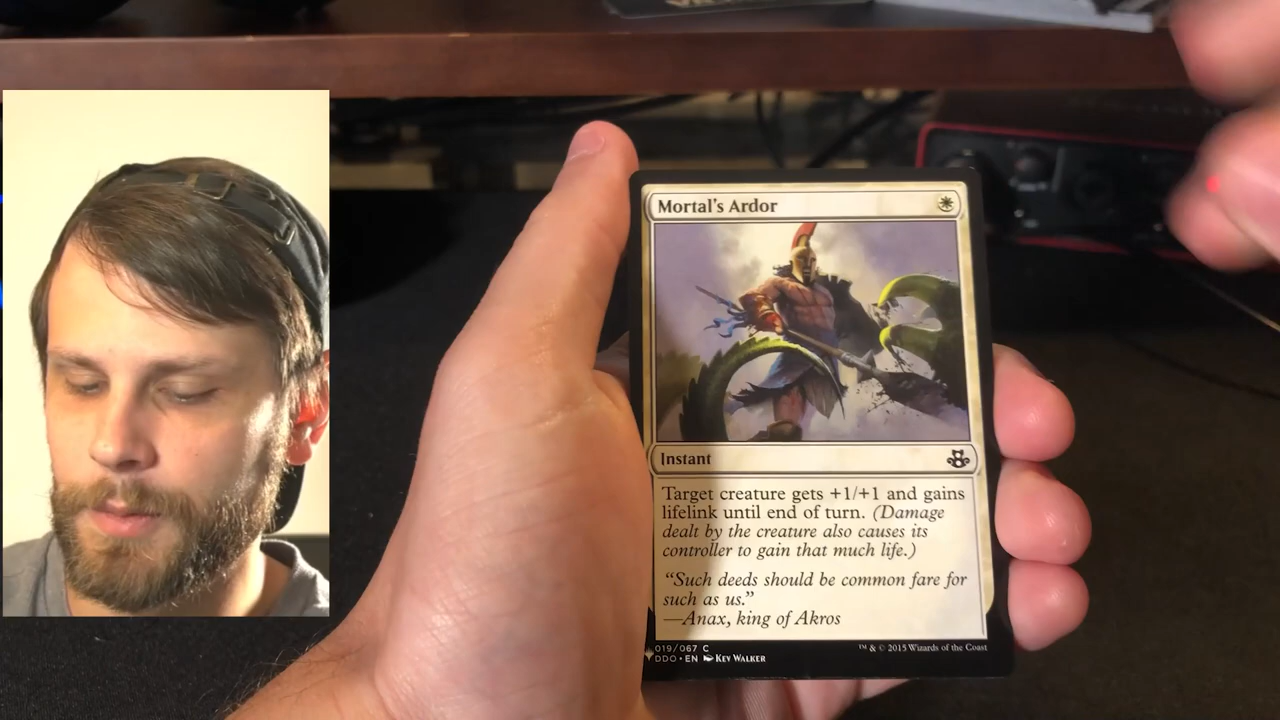 Mortal's Ardor
Instant
Target creature gets +1/+1 and gains
lifelink until end of turn. (Damage
dealt by the creature also causes its
controller to gain that much life.)
“Such deeds should be common fare for
such as us.”
—Anax, king of Akros
019/067 C
DDO • EN KEV WALKER
™ & © 2015 Wizards of the Coast